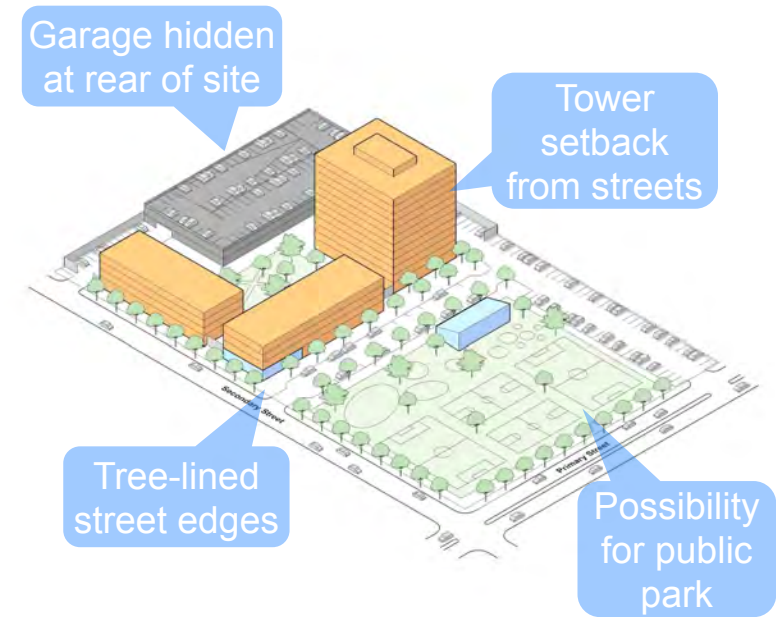 Garage hidden
at rear of site
Tower
setback
from streets
Secondary Street
Primary Street
Tree-lined
street edges
Possibility
for public
park